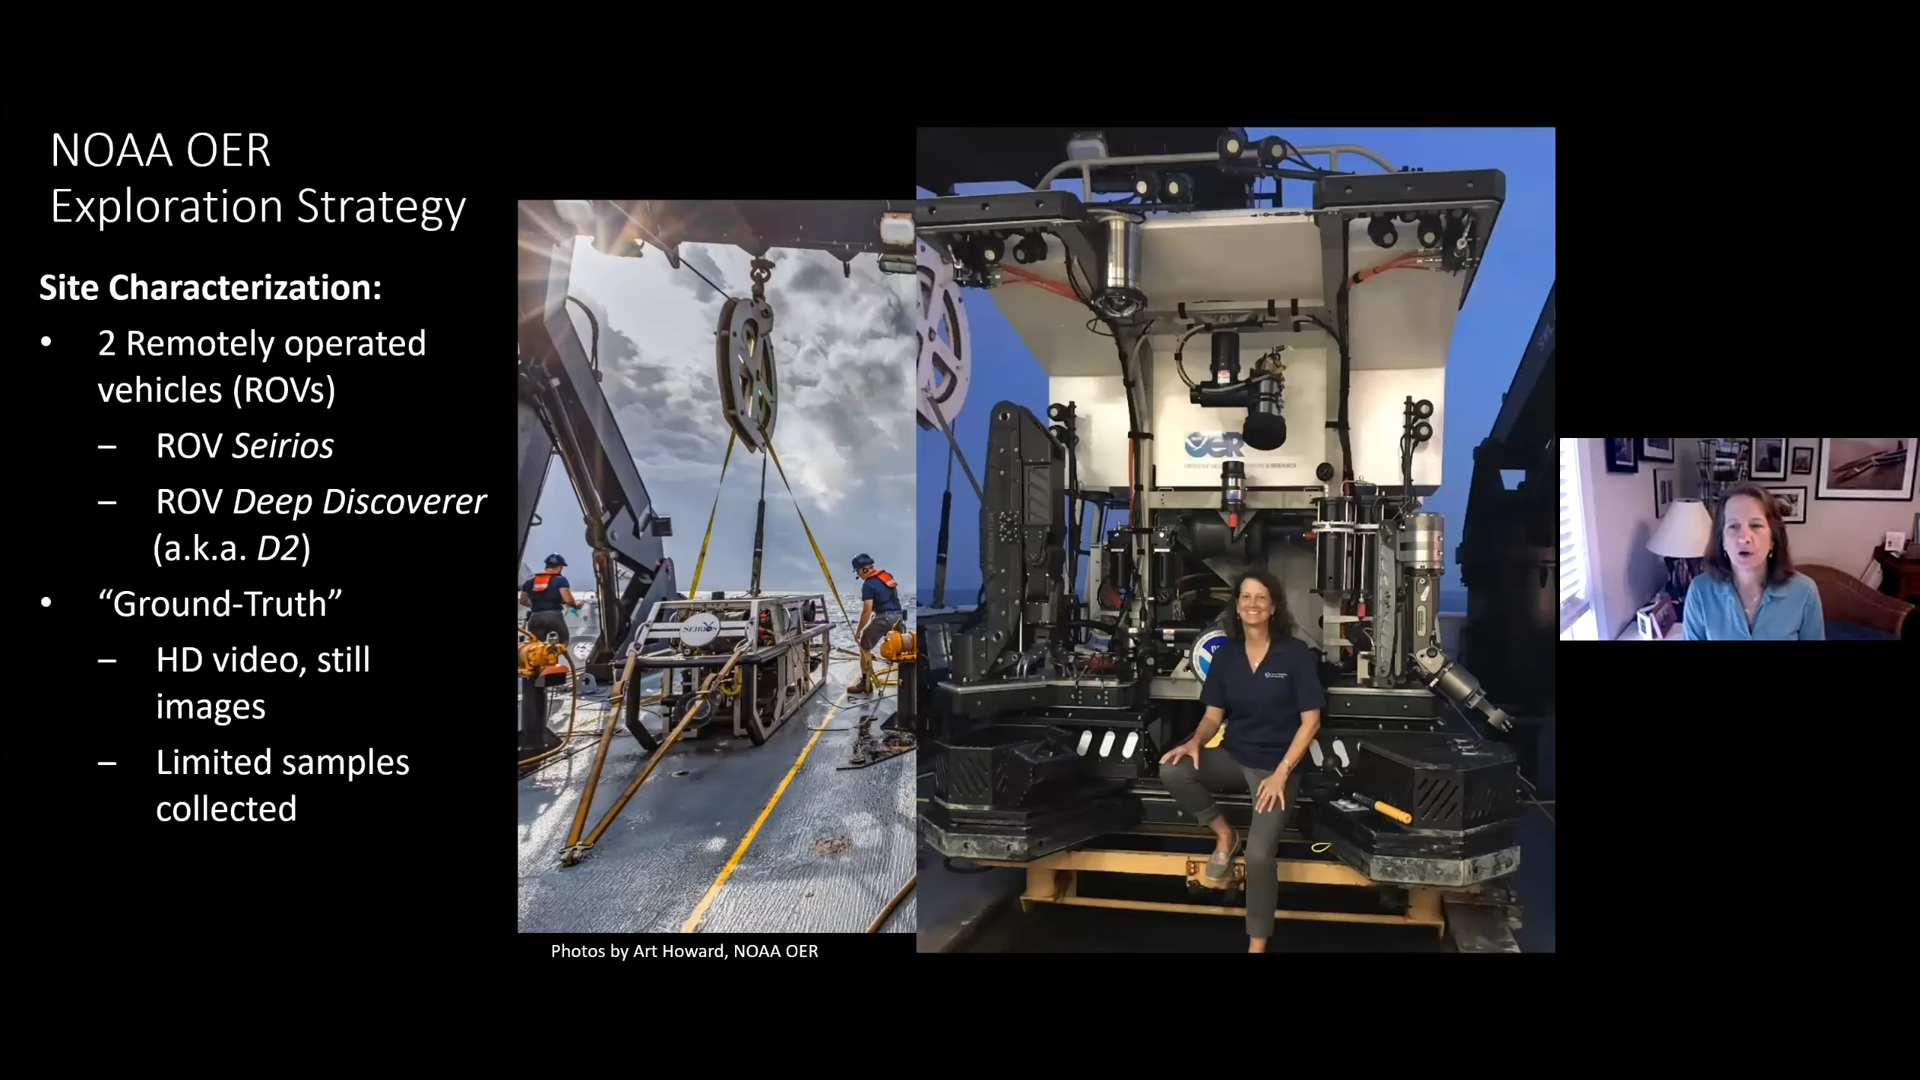 NOAA OER
Exploration Strategy
Site Characterization:
• 2 Remotely operated
vehicles (ROVs)
– ROV Seirios
– ROV Deep Discoverer
(a.k.a. D2)
• “Ground-Truth”
– HD video, still
images
– Limited samples
collected
SEIRIOS
OER
Photos by Art Howard, NOAA OER